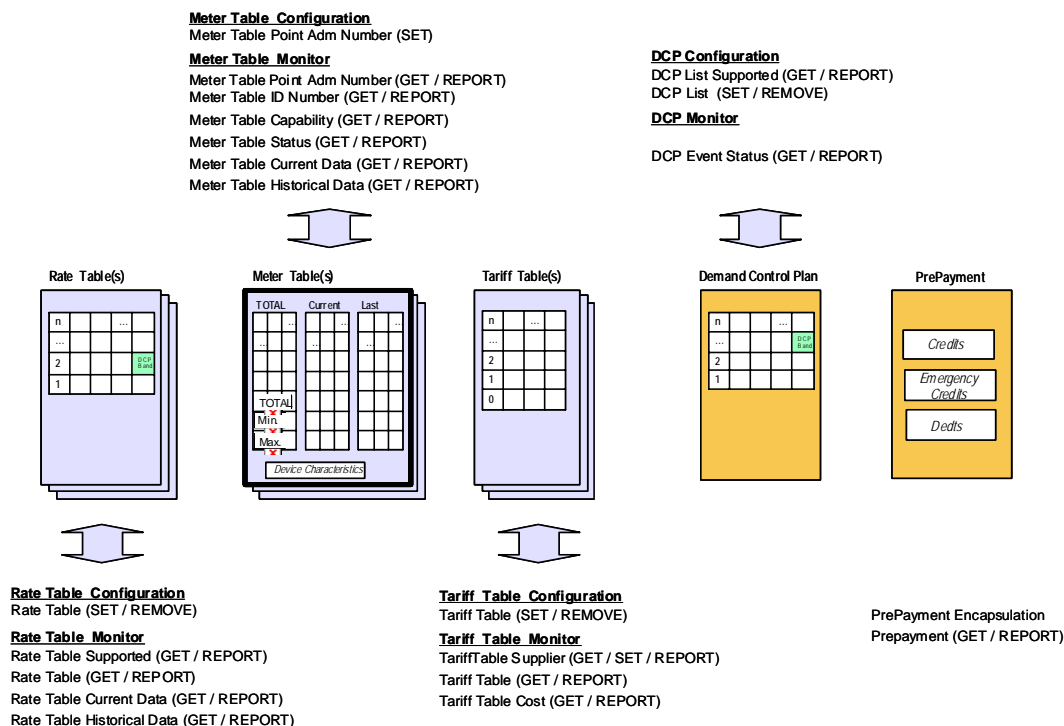 Meter Table Configuration
Meter Table Point Adm Number (SET)
Meter Table Monitor
Meter Table Point Adm Number (GET / REPORT)
Meter Table ID Number (GET / REPORT)
Meter Table Capability (GET / REPORT)
Meter Table Status (GET / REPORT)
Meter Table Current Data (GET / REPORT)
Meter Table Historical Data (GET / REPORT)
DCP Configuration
DCP List Supported (GET / REPORT)
DCP List (SET / REMOVE)
DCP Monitor
DCP Event Status (GET / REPORT)
Rate Table(s)
n ...
...
2 DCP Band
1
Meter Table(s)
TOTAL Current Last
... ... ...
...
TOTAL
Min.
Max.
Device Characteristics
Tariff Table(s)
n ...
...
2
1
0
Demand Control Plan
n ...
... DCP Band
2
1
PrePayment
Credits
Emergency
Credits
Dedts
Rate Table Configuration
Rate Table (SET / REMOVE)
Rate Table Monitor
Rate Table Supported (GET / REPORT)
Rate Table (GET / REPORT)
Rate Table Current Data (GET / REPORT)
Rate Table Historical Data (GET / REPORT)
Tariff Table Configuration
Tariff Table (SET / REMOVE)
Tariff Table Monitor
TariffTable Supplier (GET / SET / REPORT)
Tariff Table (GET / REPORT)
Tariff Table Cost (GET / REPORT)
PrePayment Encapsulation
Prepayment (GET / REPORT)